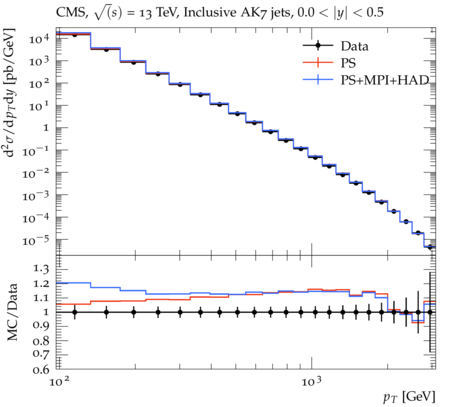 CMS, √(s) = 13 TeV, Inclusive AK7 jets, 0.0 < |y| < 0.5
d²σ/dp_T dy [pb/GeV]
10⁴
10³
10²
10¹
1
10⁻¹
10⁻²
10⁻³
10⁻⁴
10⁻⁵
Data
PS
PS+MPI+HAD
MC/Data
1.3
1.2
1.1
1
0.9
0.8
0.7
0.6
10²
10³
p_T [GeV]